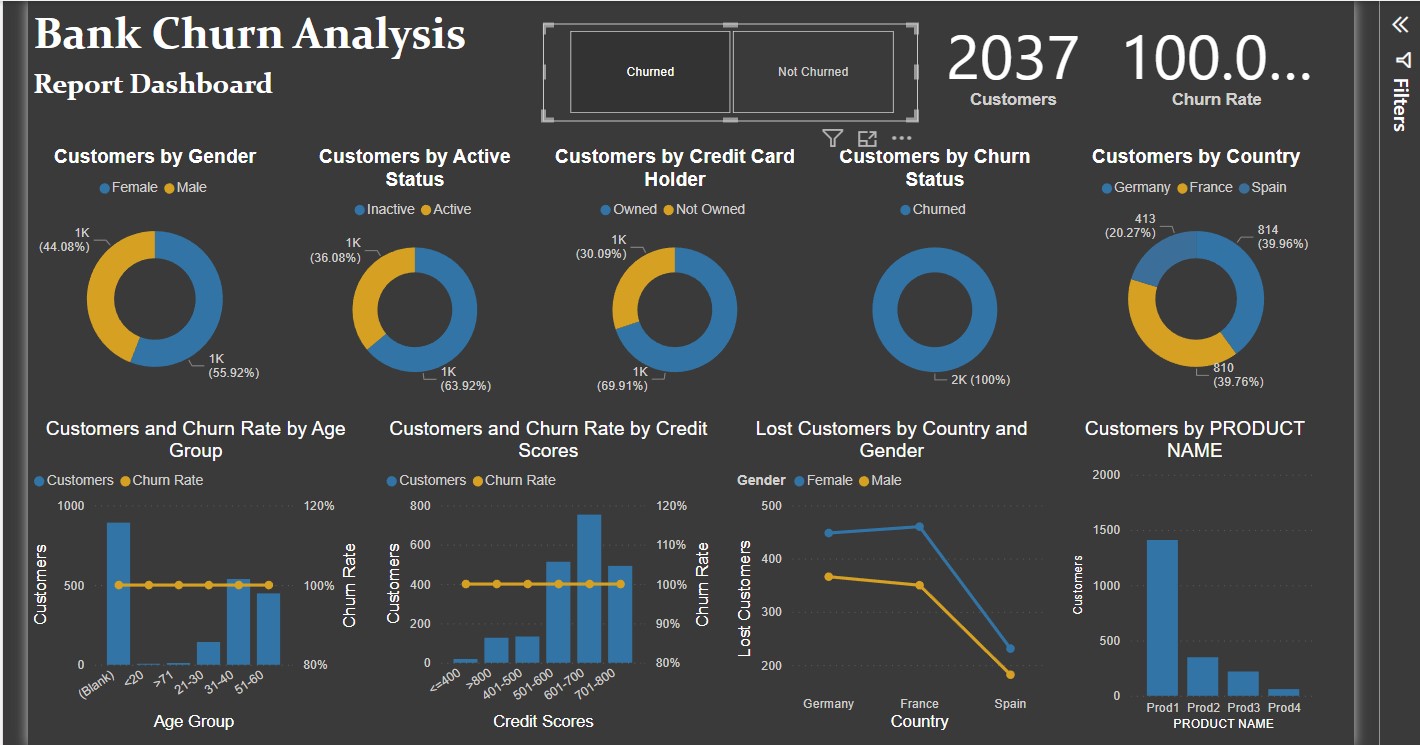 Bank Churn Analysis
Report Dashboard
Churned
Not Churned
2037
Customers
100.0...
Churn Rate
Filters
Customers by Gender
Female Male
1K
(44.08%)
1K
(55.92%)
Customers by Active
Status
Inactive Active
1K
(36.08%)
1K
(63.92%)
Customers by Credit Card
Holder
Owned Not Owned
1K
(30.09%)
1K
(69.91%)
Customers by Churn
Status
Churned
2K (100%)
Customers by Country
Germany France Spain
413
(20.27%)
814
(39.96%)
810
(39.76%)
Customers and Churn Rate by Age
Group
Customers Churn Rate
Customers
1000
500
0
120%
100%
80%
Churn Rate
(Blank)
<20
>71
21-30
31-40
51-60
Age Group
Customers and Churn Rate by Credit
Scores
Customers Churn Rate
Customers
800
600
400
200
0
120%
110%
100%
90%
80%
Churn Rate
<=400
>800
401-500
501-600
601-700
701-800
Credit Scores
Lost Customers by Country and
Gender
Gender Female Male
Lost Customers
500
400
300
200
Germany France Spain
Country
Customers by PRODUCT
NAME
Customers
2000
1500
1000
500
0
Prod1 Prod2 Prod3 Prod4
PRODUCT NAME